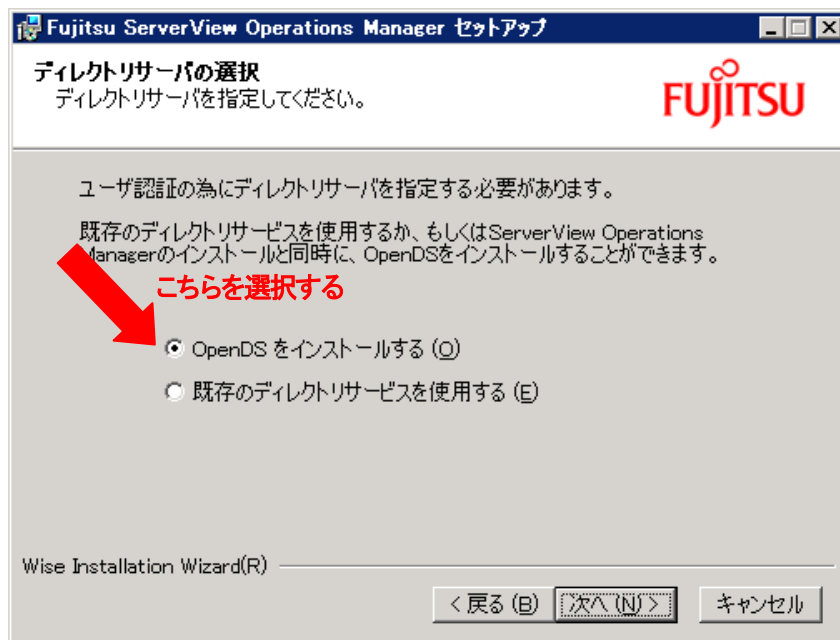 Fujitsu ServerView Operations Manager セットアップ
ディレクトリサーバの選択
ディレクトリサーバを指定してください。
FUJITSU
ユーザ認証の為にディレクトリサーバを指定する必要があります。
既存のディレクトリサービスを使用するか、もしくはServerView Operations
Managerのインストールと同時に、OpenDSをインストールすることができます。
こちらを選択する
OpenDS をインストールする (O)
既存のディレクトリサービスを使用する (E)
Wise Installation Wizard(R)
< 戻る (B) 次へ (N) > キャンセル